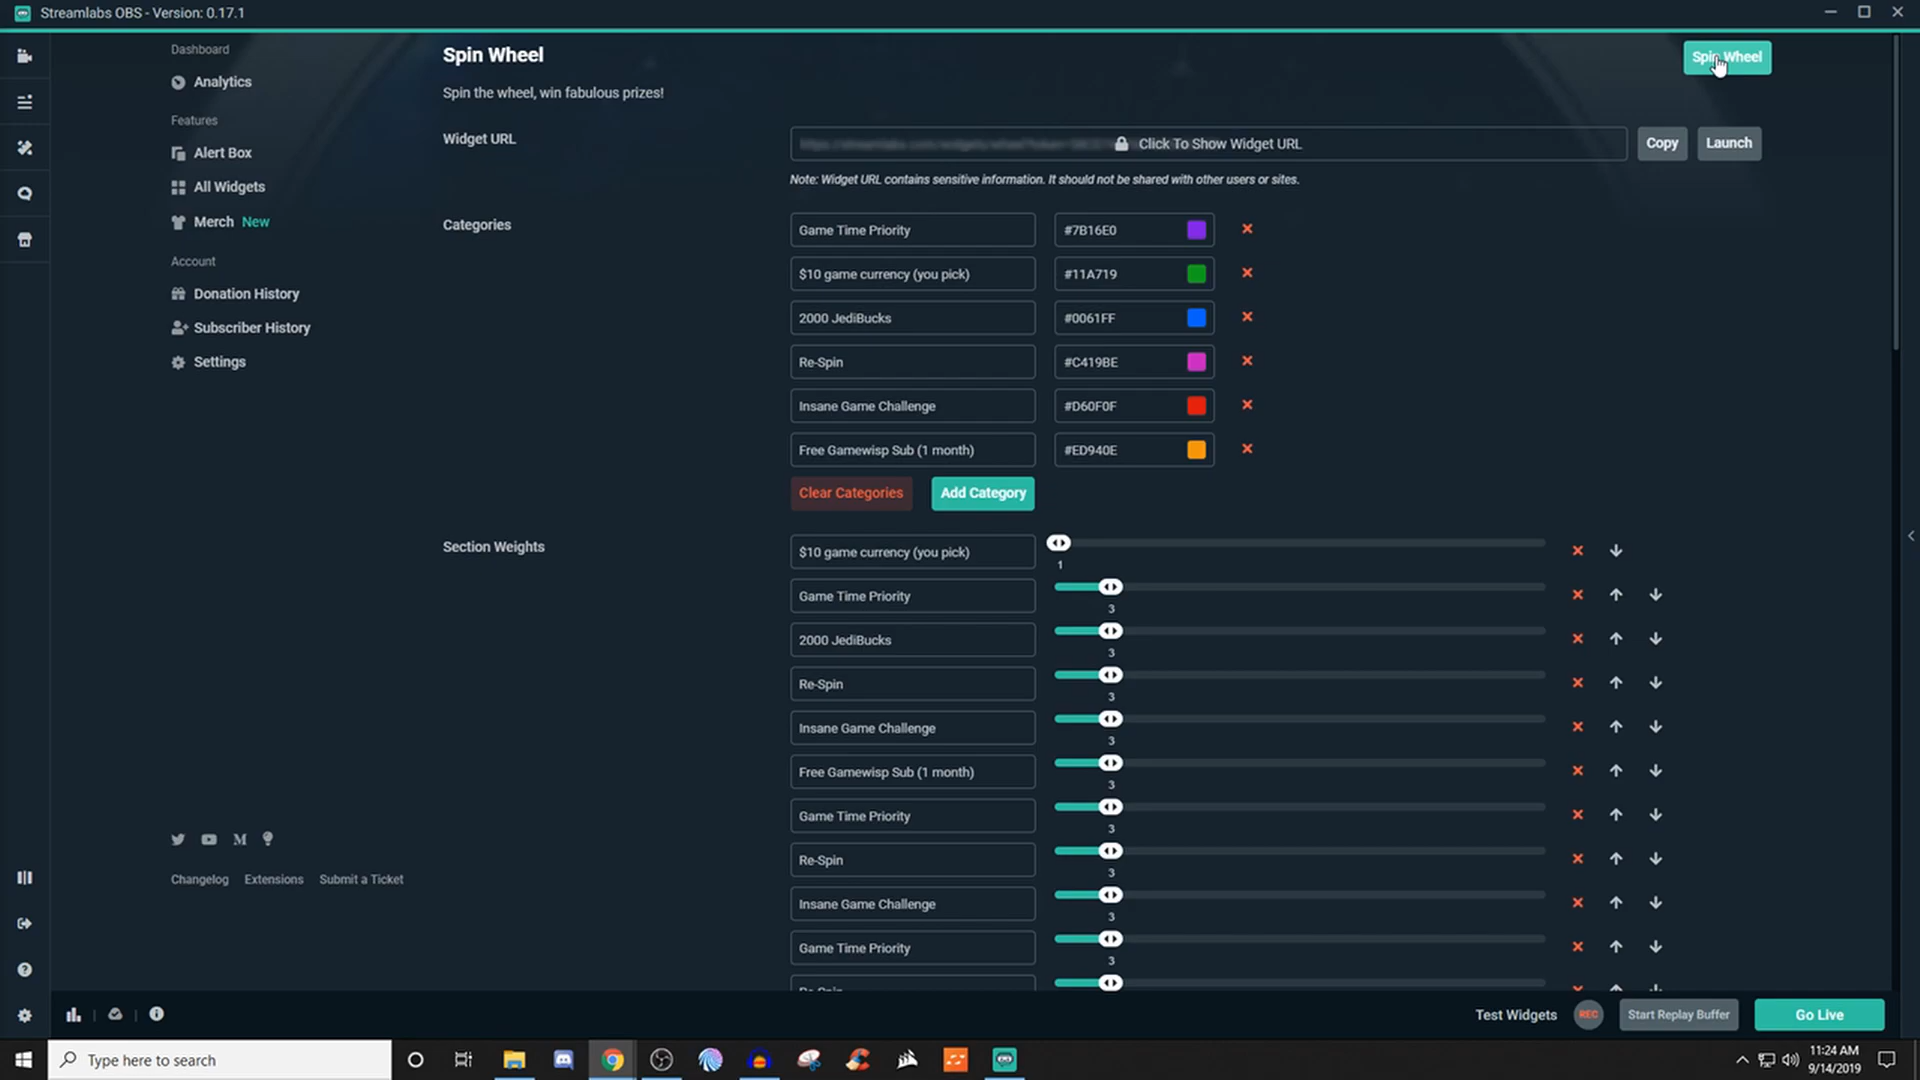 Streamlabs OBS - Version: 0.17.1
Dashboard
Analytics
Features
Alert Box
All Widgets
Merch New
Account
Donation History
Subscriber History
Settings
Changelog Extensions Submit a Ticket
Spin Wheel
Spin Wheel
Spin the wheel, win fabulous prizes!
Widget URL
Click To Show Widget URL
Copy
Launch
Note: Widget URL contains sensitive information. It should not be shared with other users or sites.
Categories
Game Time Priority #7B16E0
$10 game currency (you pick) #11A719
2000 JediBucks #0061FF
Re-Spin #C419BE
Insane Game Challenge #D60F0F
Free Gamewisp Sub (1 month) #ED940E
Clear Categories Add Category
Section Weights
$10 game currency (you pick)
1
Game Time Priority
3
2000 JediBucks
3
Re-Spin
3
Insane Game Challenge
3
Free Gamewisp Sub (1 month)
3
Game Time Priority
3
Re-Spin
3
Insane Game Challenge
3
Game Time Priority
3
Re-Spin
Test Widgets REC Start Replay Buffer Go Live
Type here to search
11:24 AM
9/14/2019